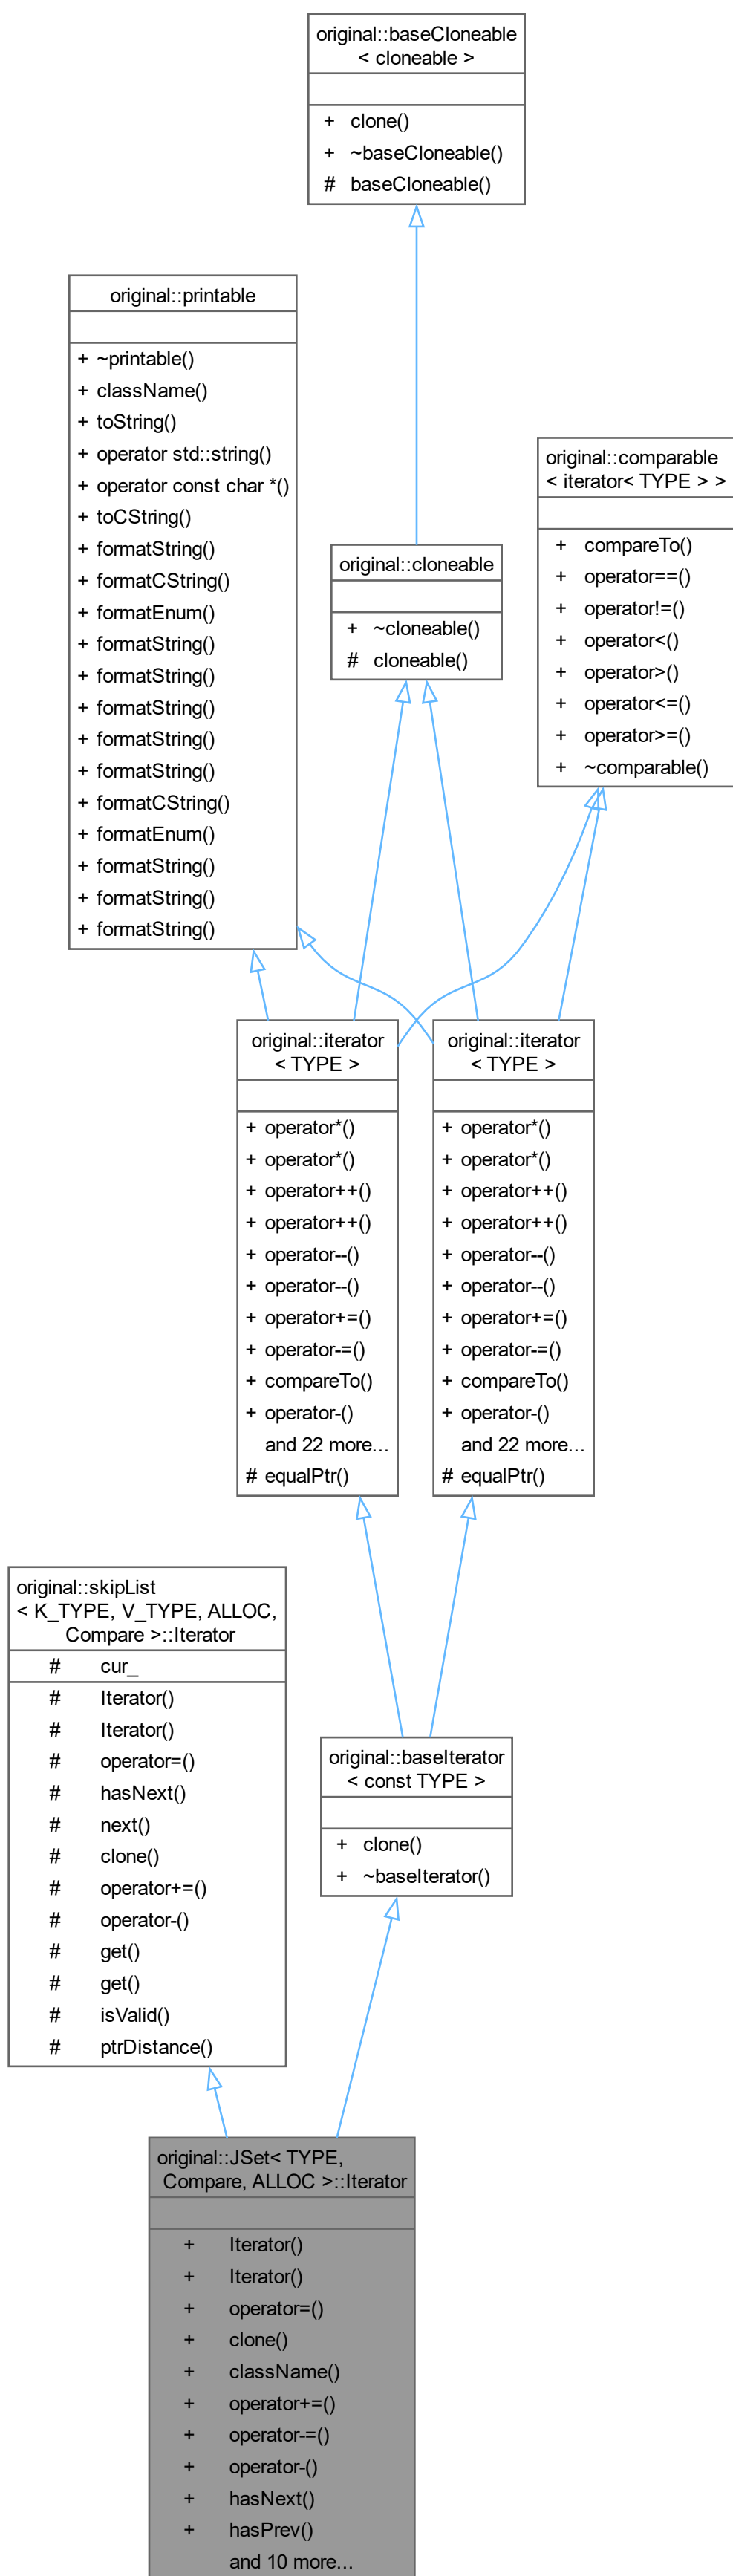 original::baseCloneable
< cloneable >
+ clone()
+ ~baseCloneable()
# baseCloneable()
original::printable
+ ~printable()
+ className()
+ toString()
+ operator std::string()
+ operator const char *()
+ toCString()
+ formatString()
+ formatCString()
+ formatEnum()
+ formatString()
+ formatString()
+ formatString()
+ formatString()
+ formatString()
+ formatCString()
+ formatEnum()
+ formatString()
+ formatString()
+ formatString()
original::comparable
< iterator< TYPE > >
+ compareTo()
+ operator==()
+ operator!=()
+ operator<()
+ operator>()
+ operator<=()
+ operator>=()
+ ~comparable()
original::cloneable
+ ~cloneable()
# cloneable()
original::iterator
< TYPE >
+ operator*()
+ operator*()
+ operator++()
+ operator++()
+ operator--()
+ operator--()
+ operator+=()
+ operator-=()
+ compareTo()
+ operator-()
and 22 more...
# equalPtr()
original::iterator
< TYPE >
+ operator*()
+ operator*()
+ operator++()
+ operator++()
+ operator--()
+ operator--()
+ operator+=()
+ operator-=()
+ compareTo()
+ operator-()
and 22 more...
# equalPtr()
original::skipList
< K_TYPE, V_TYPE, ALLOC,
Compare >::Iterator
# cur_
# Iterator()
# Iterator()
# operator=()
# hasNext()
# next()
# clone()
# operator+=()
# operator-()
# get()
# get()
# isValid()
# ptrDistance()
original::baseIterator
< const TYPE >
+ clone()
+ ~baseIterator()
original::JSet< TYPE,
Compare, ALLOC >::Iterator
+ Iterator()
+ Iterator()
+ operator=()
+ clone()
+ className()
+ operator+=()
+ operator-=()
+ operator-()
+ hasNext()
+ hasPrev()
and 10 more...